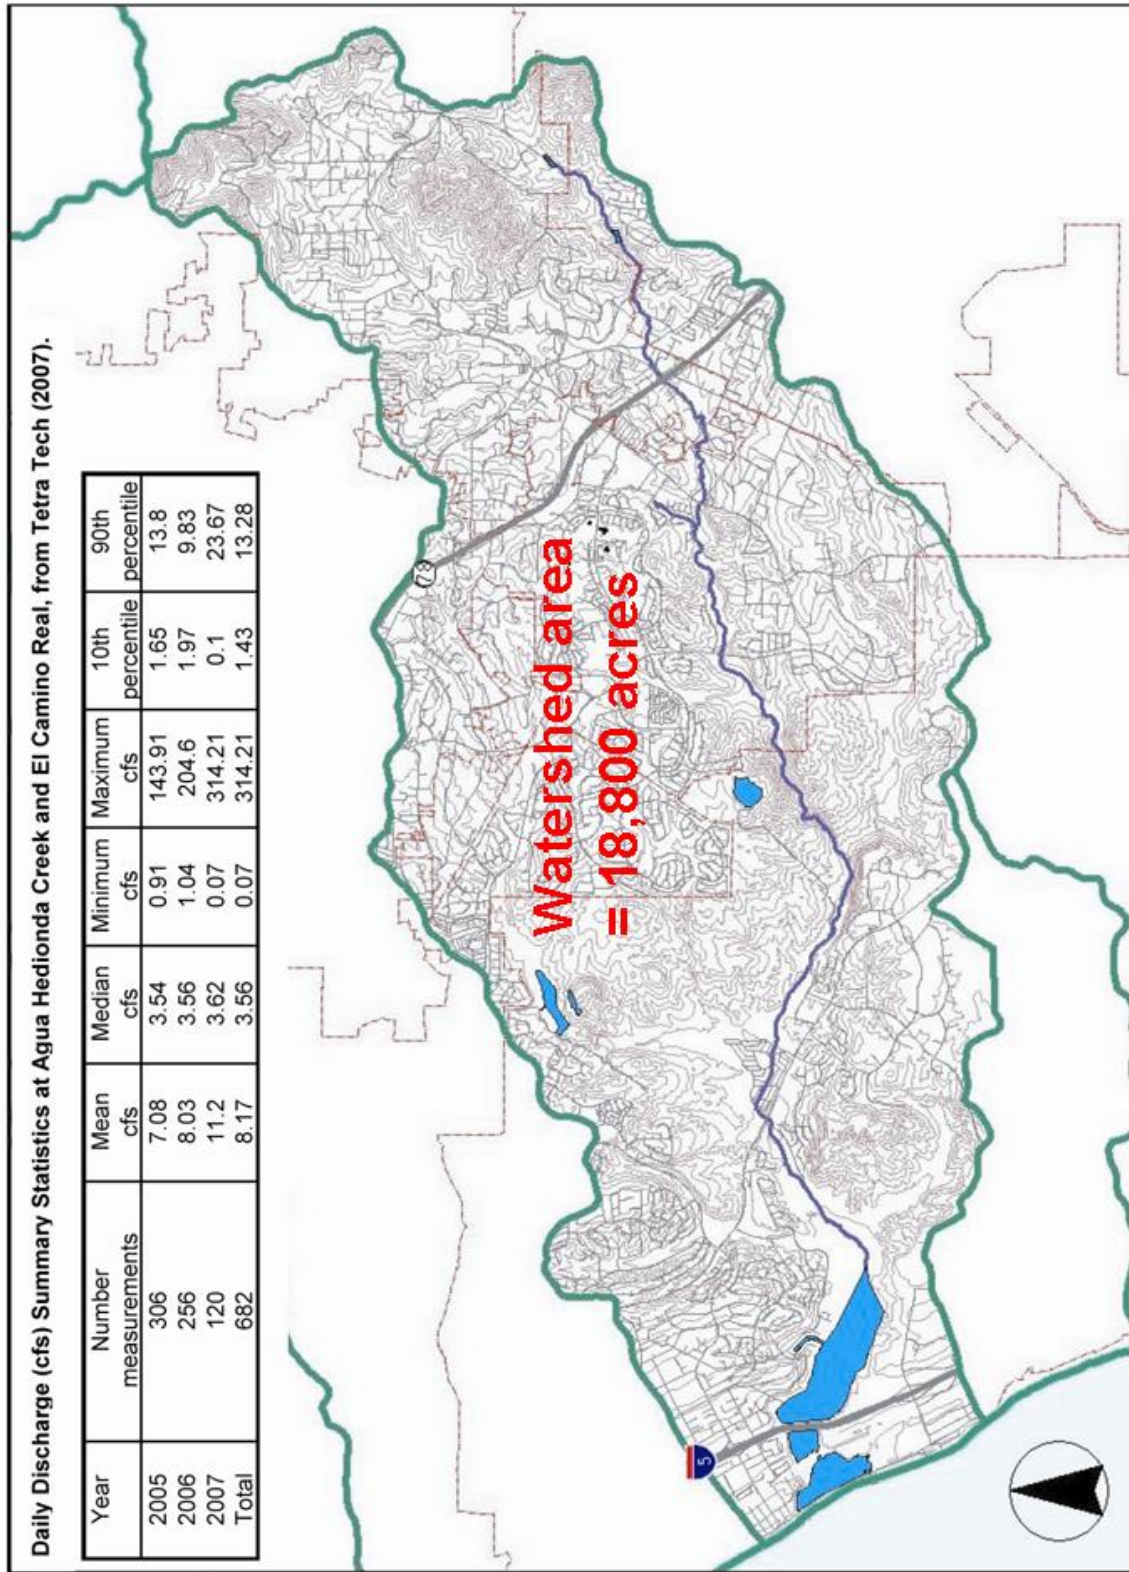 Daily Discharge (cfs) Summary Statistics at Agua Hedionda Creek and El Camino Real, from Tetra Tech (2007).
Year Number measurements Mean cfs Median cfs Minimum cfs Maximum cfs 10th percentile 90th percentile
2005 306 7.08 3.54 0.91 143.91 1.65 13.8
2006 256 8.03 3.56 1.04 204.6 1.97 9.83
2007 120 11.2 3.62 0.07 314.21 0.1 23.67
Total 682 8.17 3.56 0.07 314.21 1.43 13.28
78
Watershed area
= 18,800 acres
5